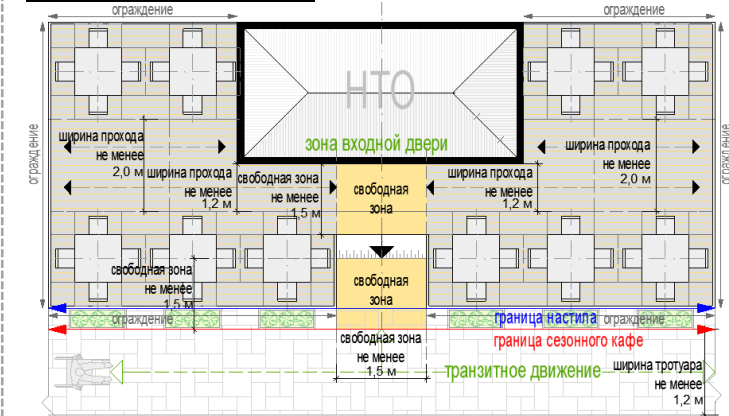 ограждение
ограждение
ограждение
ограждение
НТО
зона входной двери
ширина прохода
не менее
2,0 м
ширина прохода
не менее
1,2 м
свободная зона
не менее
1,5 м
свободная
зона
ширина прохода
не менее
1,2 м
ширина прохода
не менее
2,0 м
свободная зона
не менее
1,5 м
свободная
зона
ограждение
граница настила
ограждение
граница сезонного кафе
свободная зона
не менее
1,5 м
транзитное движение
ширина тротуара
не менее
1,2 м